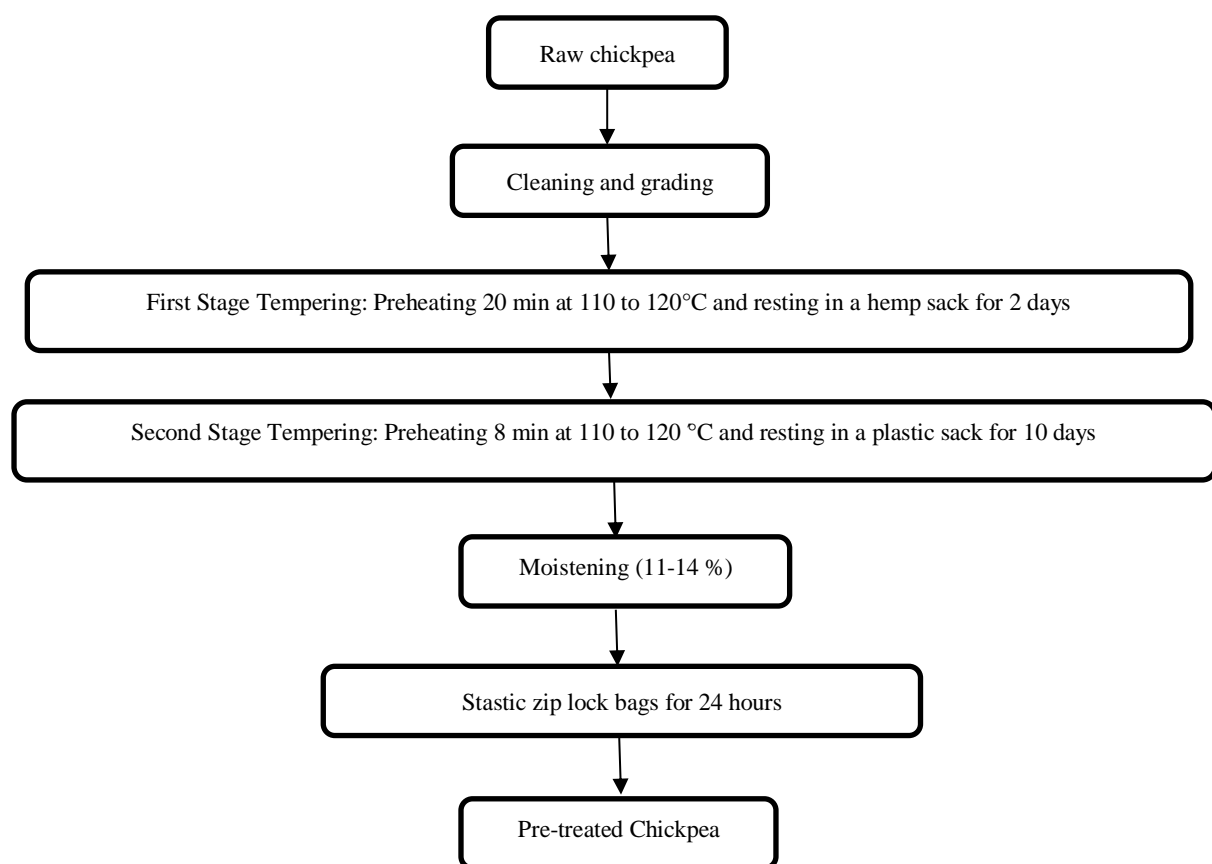 Raw chickpea
Cleaning and grading
First Stage Tempering: Preheating 20 min at 110 to 120°C and resting in a hemp sack for 2 days
Second Stage Tempering: Preheating 8 min at 110 to 120 °C and resting in a plastic sack for 10 days
Moistening (11-14 %)
Stastic zip lock bags for 24 hours
Pre-treated Chickpea